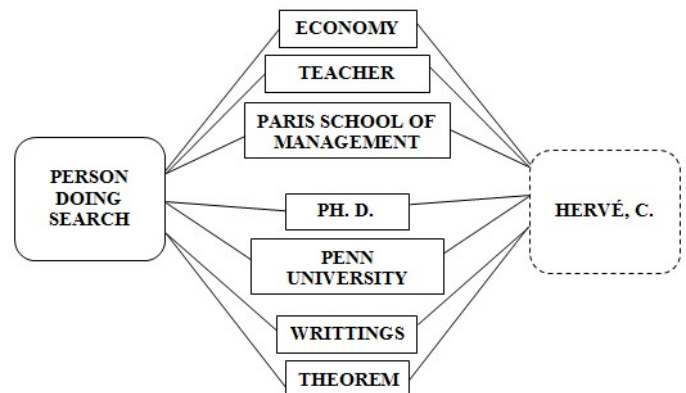 ECONOMY
TEACHER
PARIS SCHOOL OF
MANAGEMENT
PERSON
DOING
SEARCH
PH. D.
HERVÉ, C.
PENN
UNIVERSITY
WRITTINGS
THEOREM